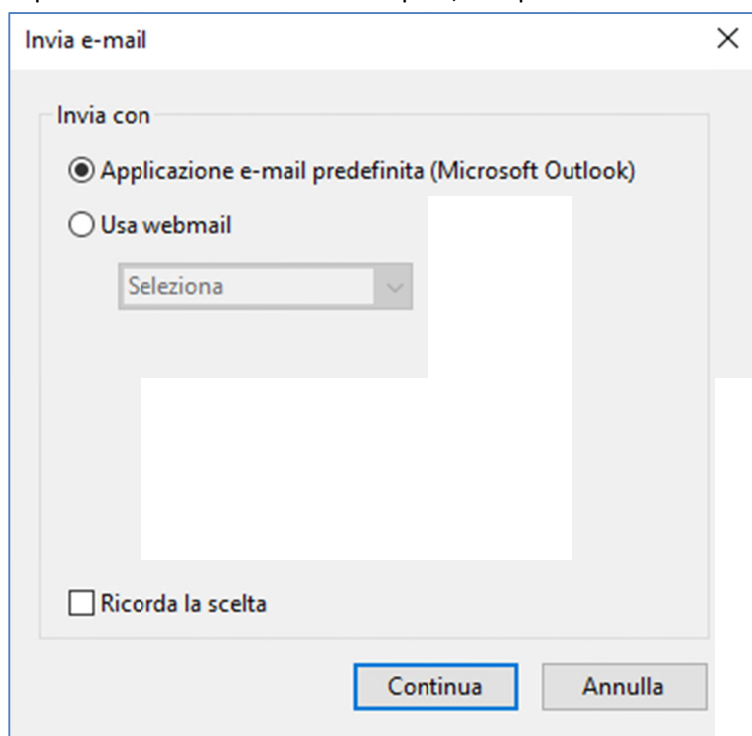 Invia e-mail
Invia con
Applicazione e-mail predefinita (Microsoft Outlook)
Usa webmail
Seleziona
Ricorda la scelta
Continua
Annulla